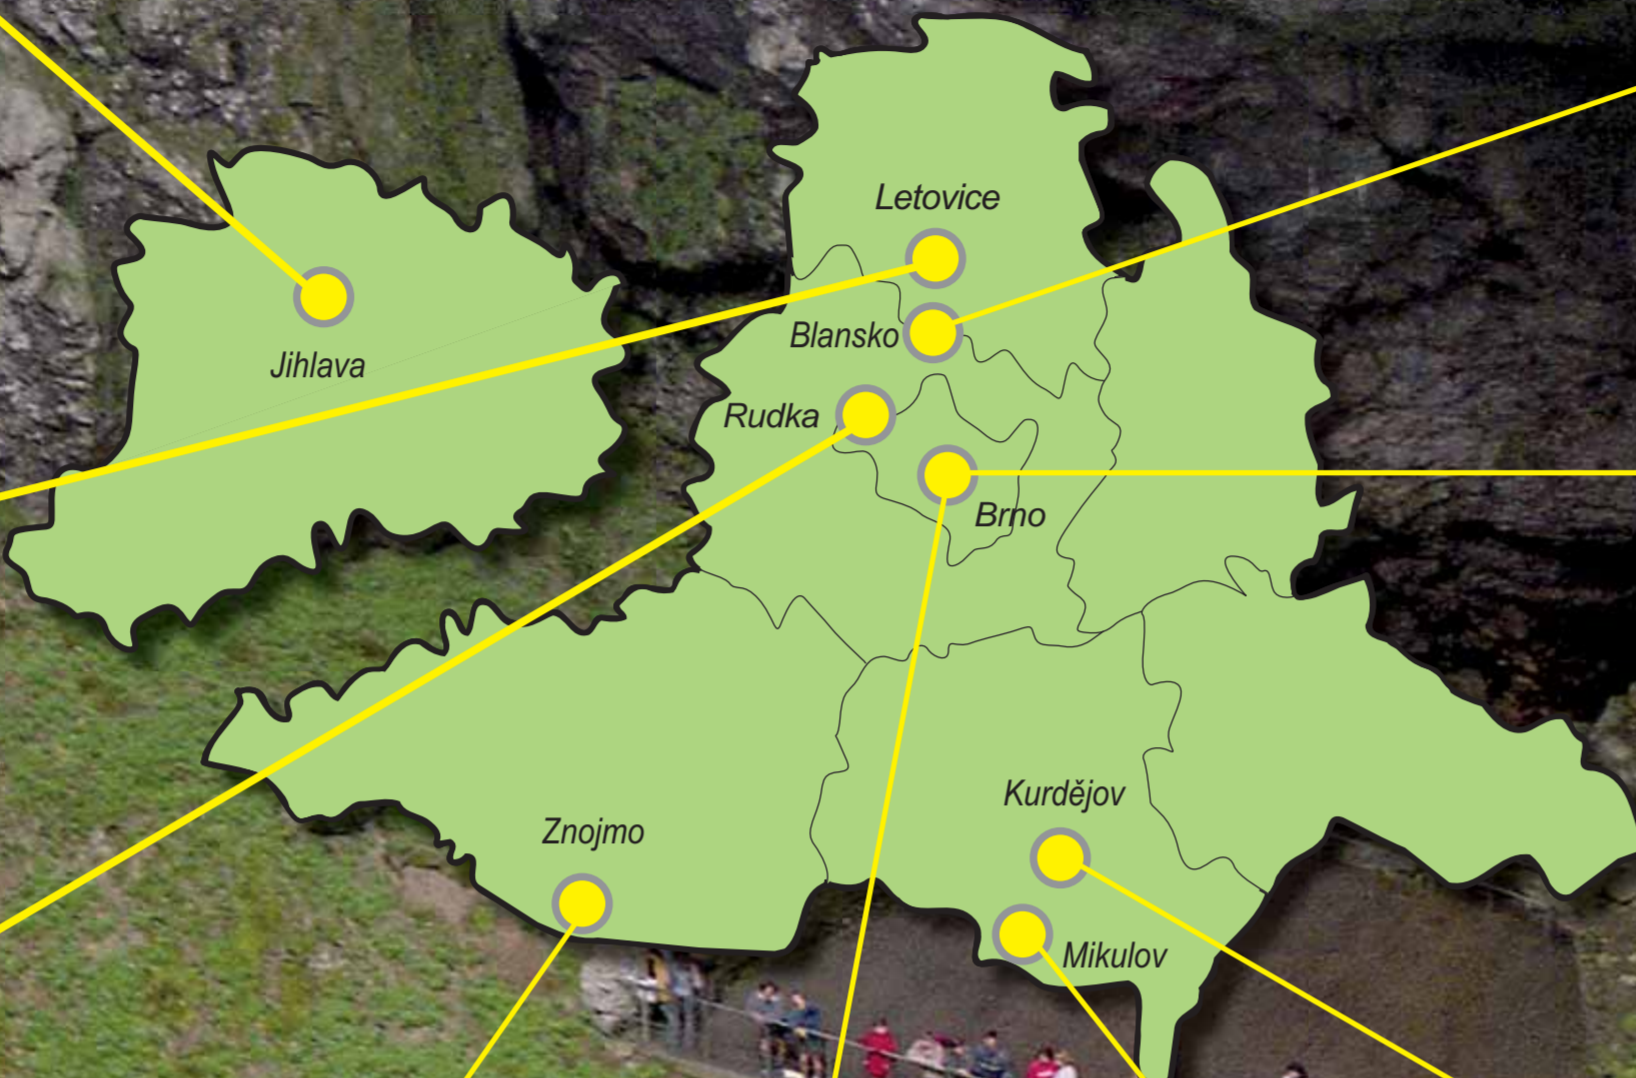 Letovice
Blansko
Jihlava
Rudka
Brno
Kurdějov
Znojmo
Mikulov